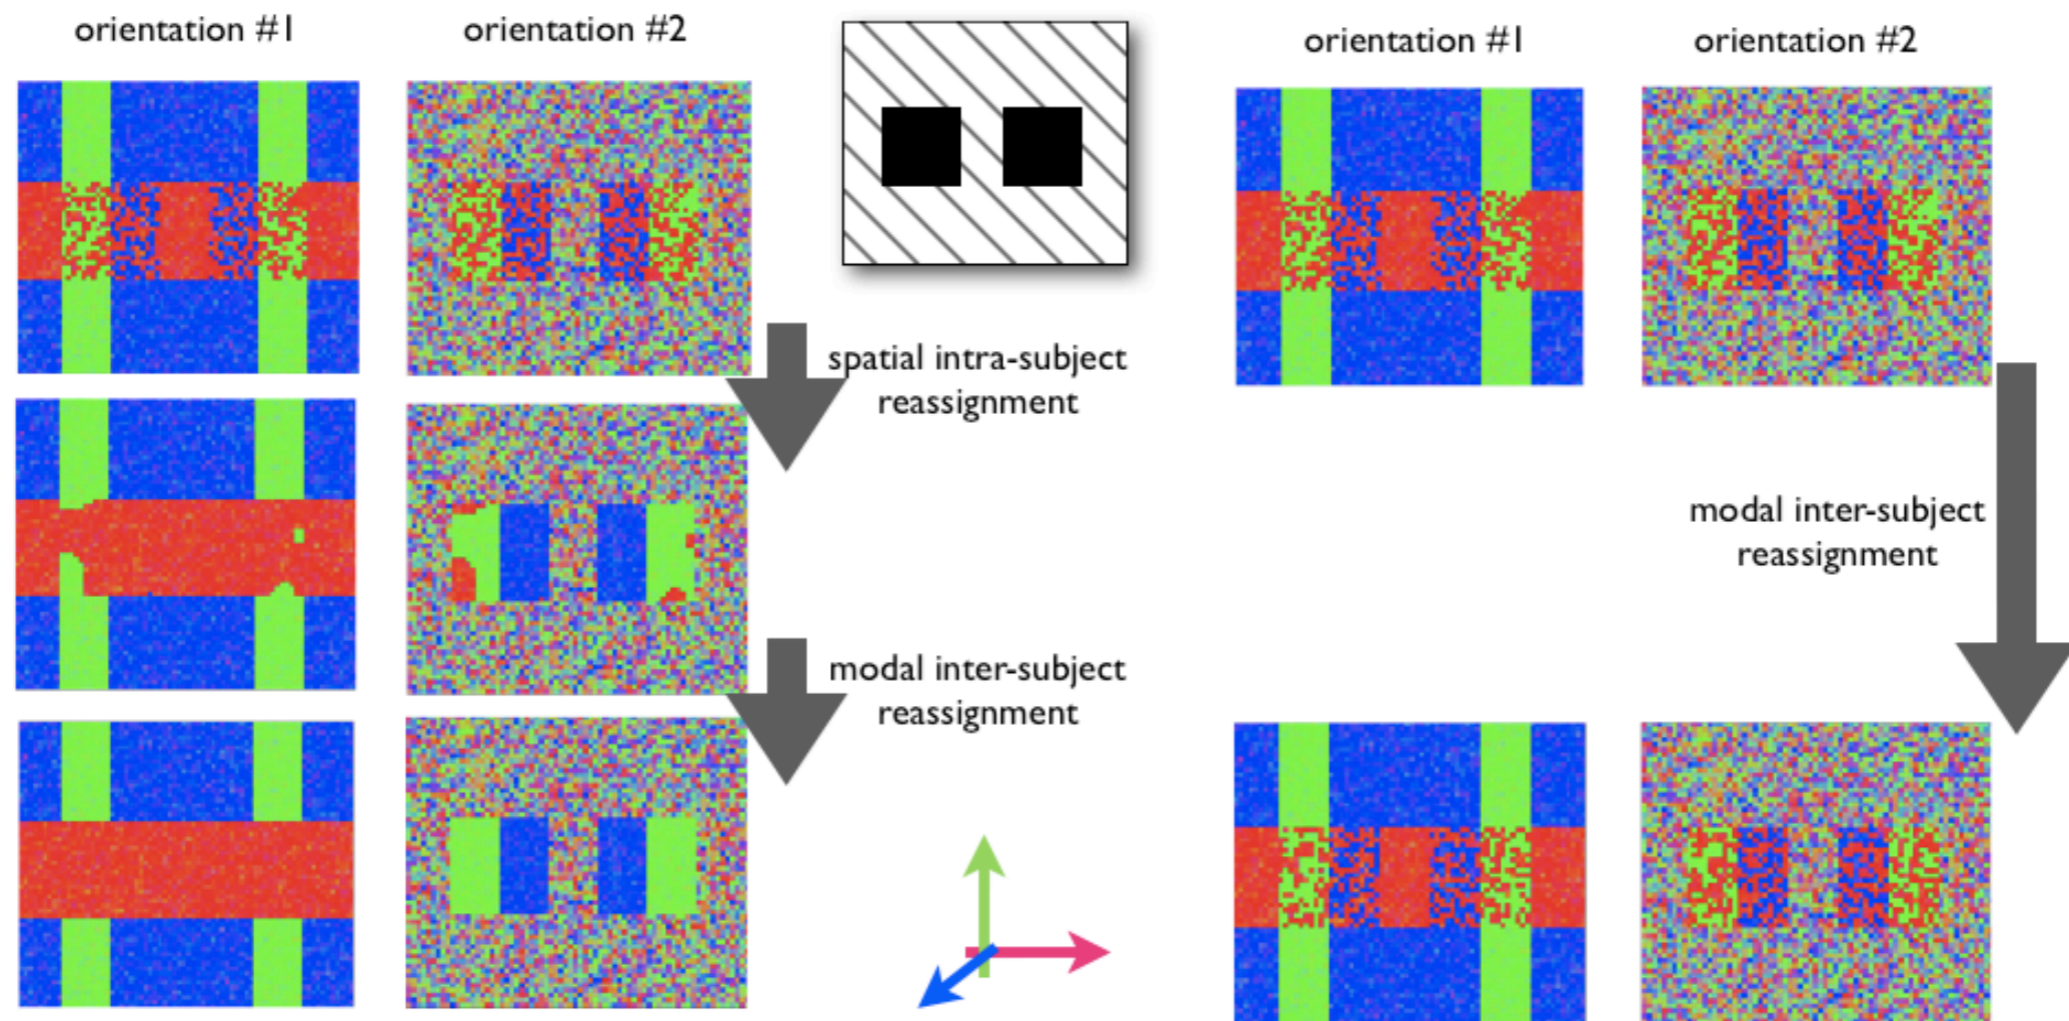 orientation #1
orientation #2
orientation #1
orientation #2
spatial intra-subject
reassignment
modal inter-subject
reassignment
modal inter-subject
reassignment